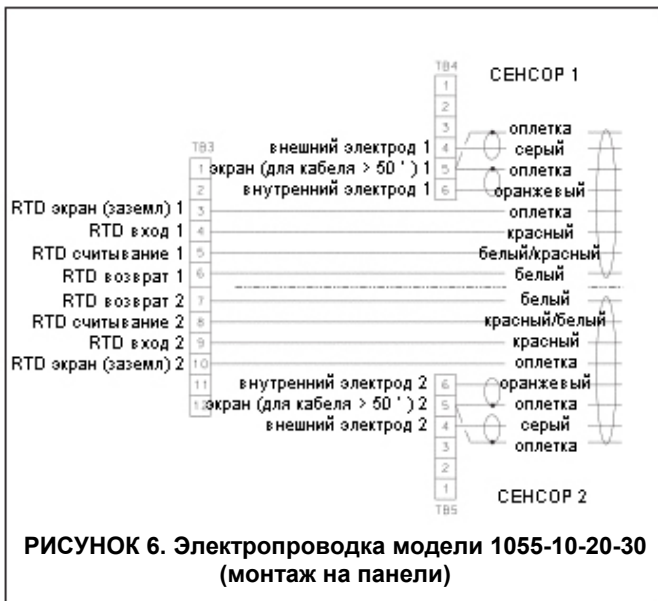 TB4
СЕНСОР 1
1
2
3 оплетка
внешний электрод 1 4 серый
TB3
1 экран (для кабеля > 50 ' ) 1 5 оплетка
2 внутренний электрод 1 6 оранжевый
RTD экран (заземл) 1 3 оплетка
RTD вход 1 4 красный
RTD считывание 1 5 белый/красный
RTD возврат 1 6 белый
RTD возврат 2 7 белый
RTD считывание 2 8 красный/белый
RTD вход 2 9 красный
RTD экран (заземл) 2 10 оплетка
11 внутренний электрод 2 6 оранжевый
12 экран (для кабеля > 50 ' ) 2 5 оплетка
внешний электрод 2 4 серый
3 оплетка
2
1
СЕНСОР 2
TB5
РИСУНОК 6. Электропроводка модели 1055-10-20-30
(монтаж на панели)